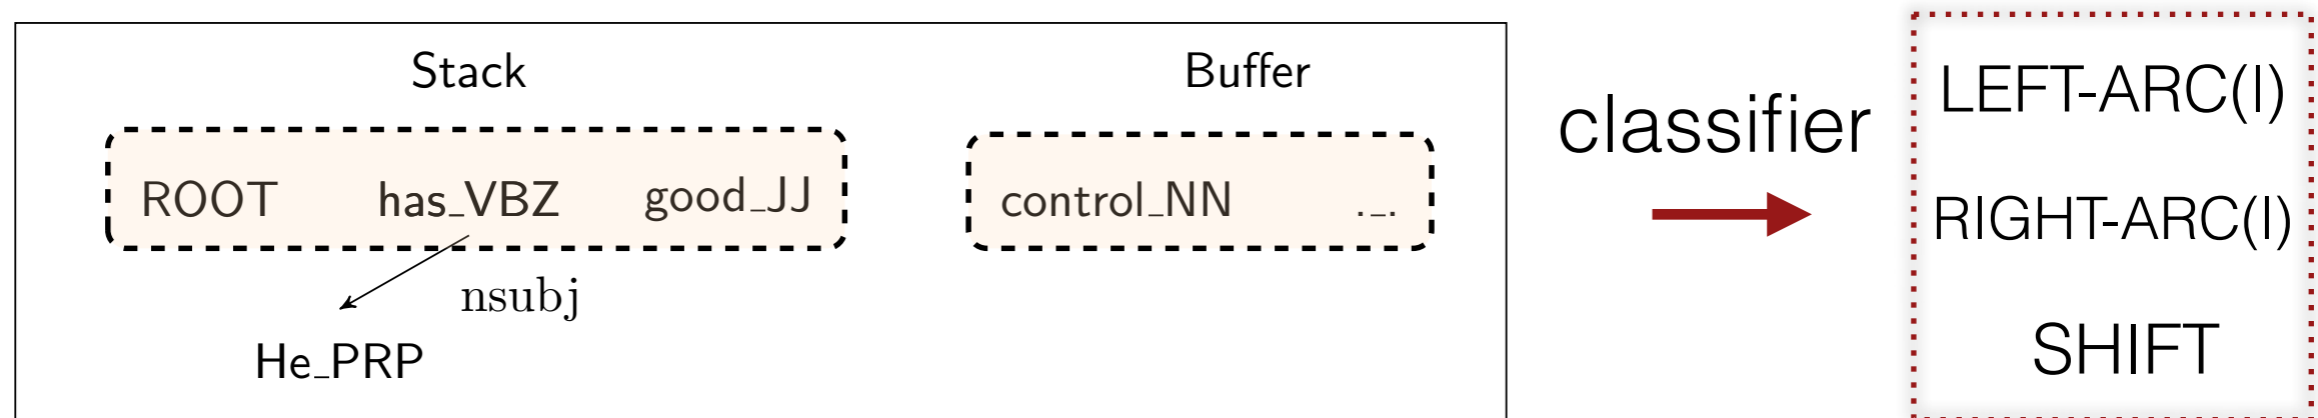 Stack
Buffer
ROOT has_VBZ good_JJ
control_NN ._.
nsubj
He_PRP
classifier
LEFT-ARC(l)
RIGHT-ARC(l)
SHIFT